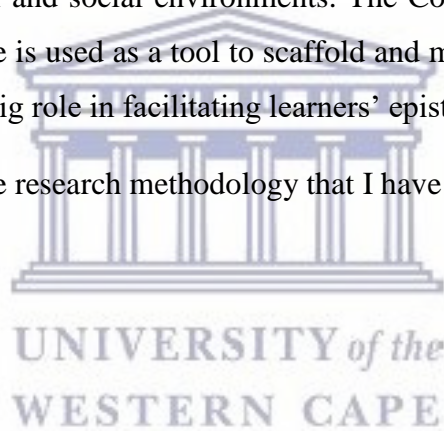 and social environments. The Co
e is used as a tool to scaffold and m
ig role in facilitating learners' epist
e research methodology that I have
UNIVERSITY of the
WESTERN CAPE